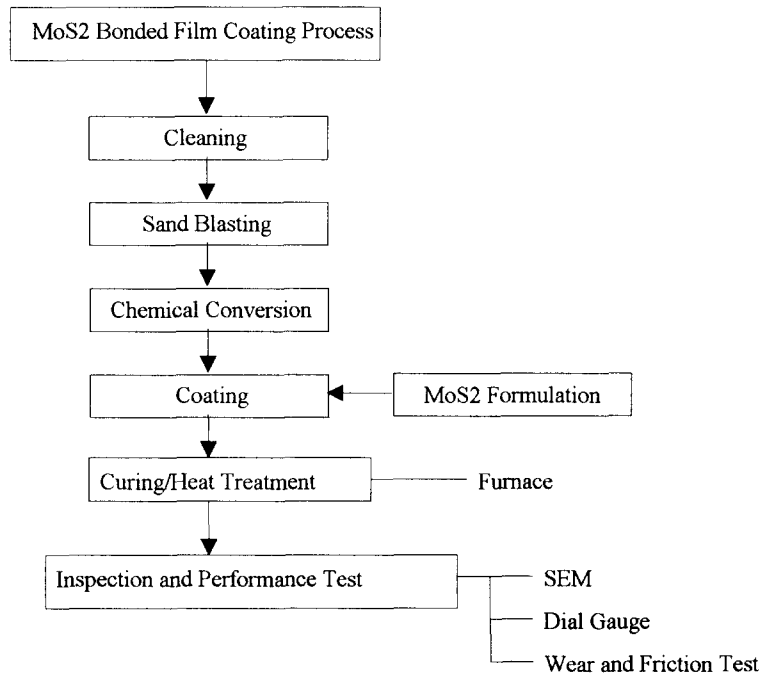 MoS2 Bonded Film Coating Process
Cleaning
Sand Blasting
Chemical Conversion
Coating
MoS2 Formulation
Curing/Heat Treatment
Furnace
Inspection and Performance Test
SEM
Dial Gauge
Wear and Friction Test